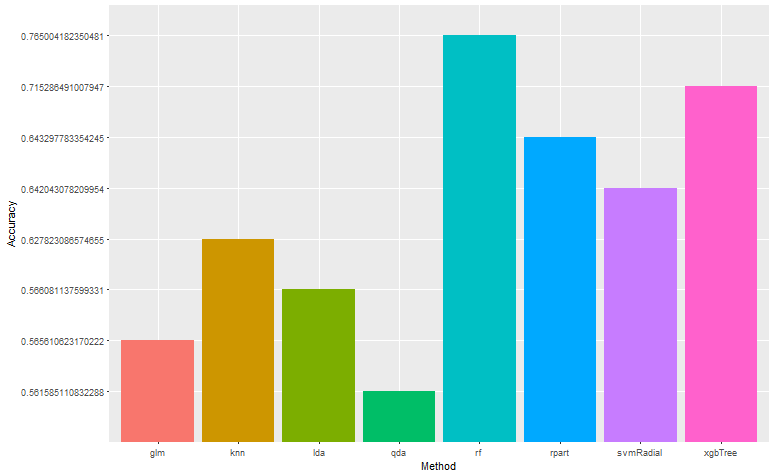 Accuracy
0.765004182350481
0.715286491007947
0.643297783354245
0.642043078209954
0.627823086574655
0.566081137599331
0.565610623170222
0.561585110832288
glm knn lda qda rf rpart svmRadial xgbTree
Method